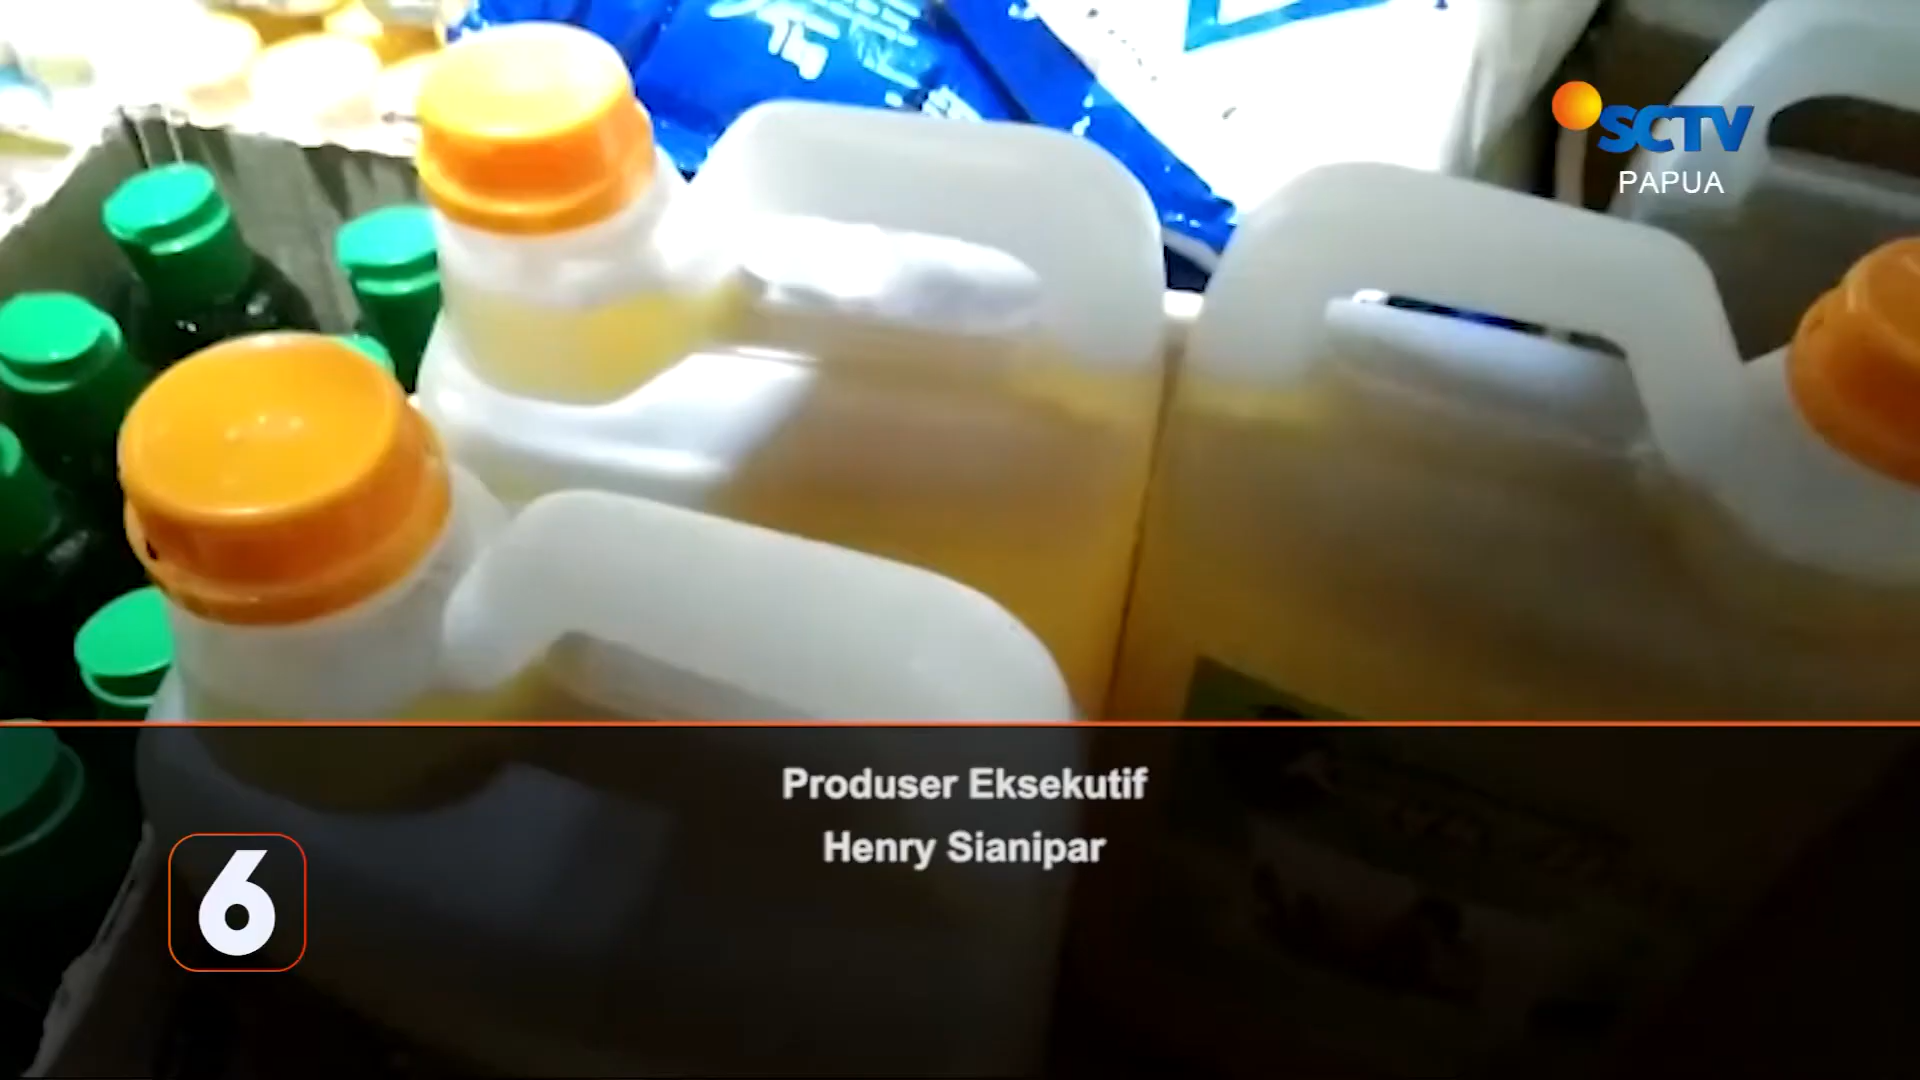 SCTV
PAPUA
Produser Eksekutif
Henry Sianipar
6